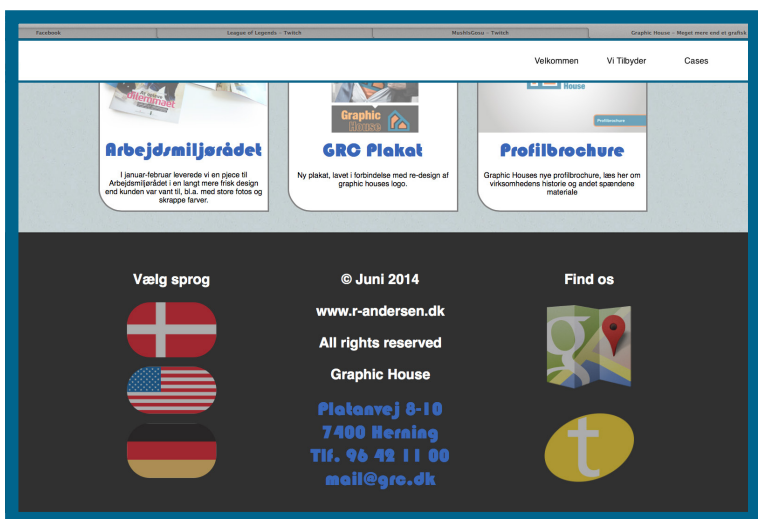 Facebook
League of Legends – Twitch
MushIsGosu – Twitch
Graphic House – Meget mere end et grafisk
Velkommen
Vi Tilbyder
Cases
dilemmaet
Graphic
House
House
Profilbrochure
Arbejdsmiljørådet
GRC Plakat
Profilbrochure
I januar-februar leverede vi en pjece til
Arbejdsmiljørådet i en langt mere frisk design
end kunden var vant til, bl.a. med store fotos og
skrappe farver.
Ny plakat, lavet i forbindelse med re-design af
graphic houses logo.
Graphic Houses nye profilbrochure, læs her om
virksomhedens historie og andet spændene
materiale
Vælg sprog
© Juni 2014
www.r-andersen.dk
All rights reserved
Graphic House
Platanvej 8-10
7400 Herning
Tlf. 96 42 11 00
mail@grc.dk
Find os
g
t